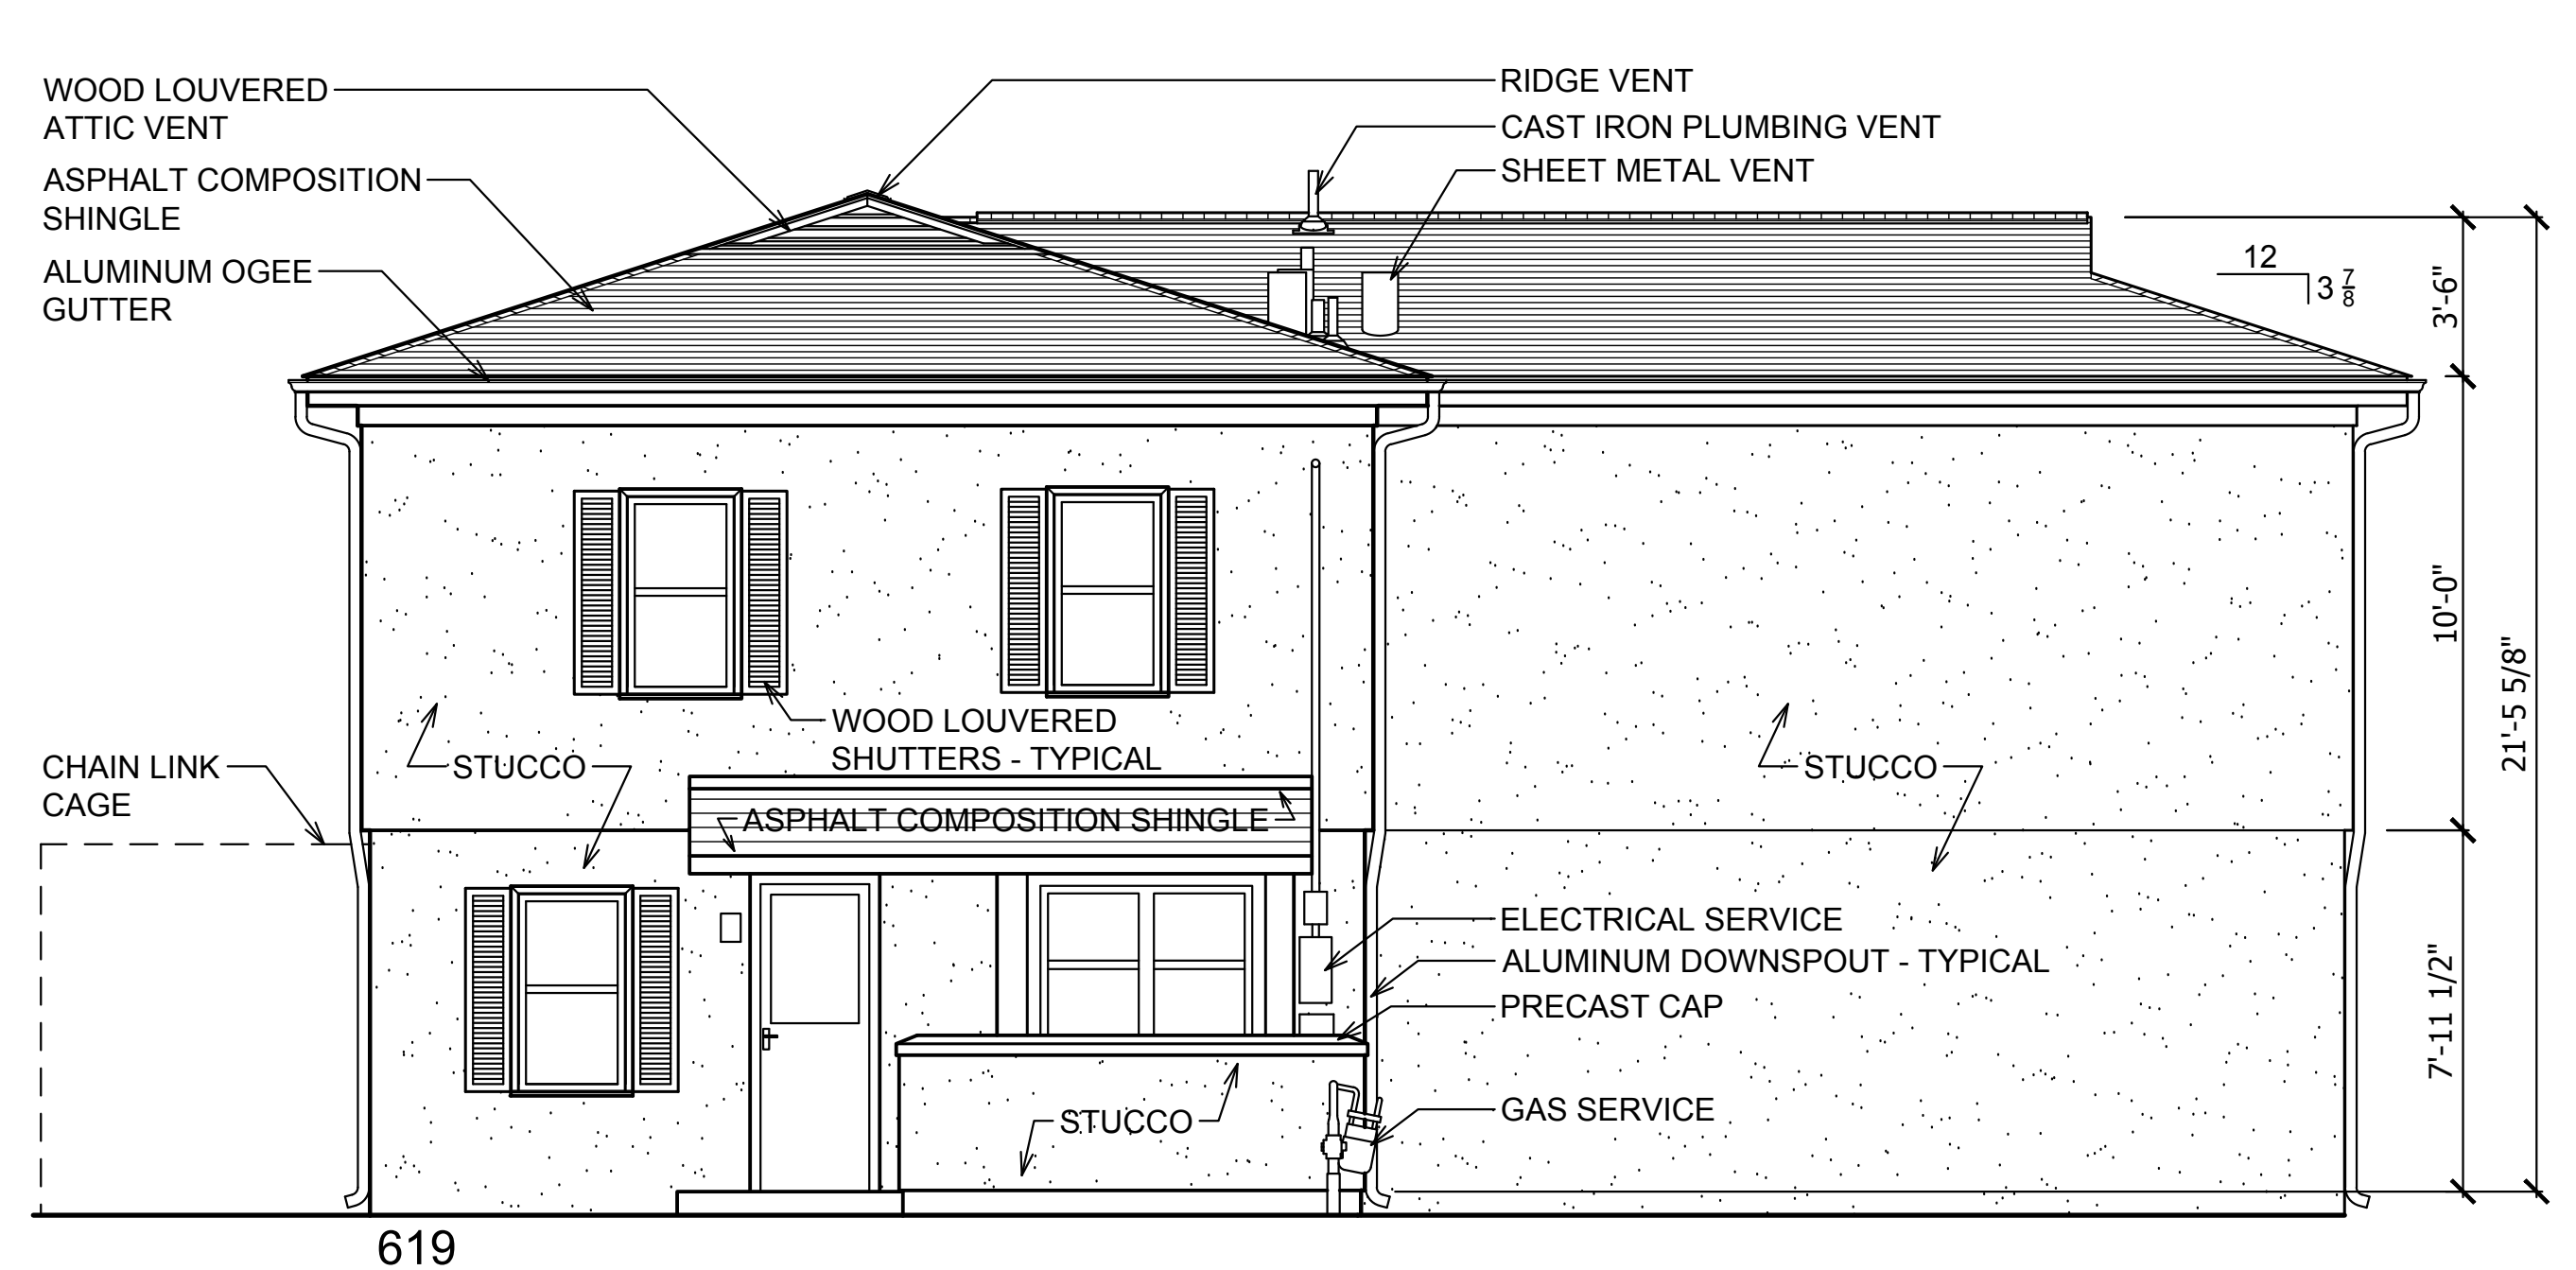 WOOD LOUVERED
ATTIC VENT
ASPHALT COMPOSITION
SHINGLE
ALUMINUM OGEE
GUTTER
RIDGE VENT
CAST IRON PLUMBING VENT
SHEET METAL VENT
12
3 7/8
3'-6"
10'-0"
21'-5 5/8"
7'-11 1/2"
WOOD LOUVERED
SHUTTERS - TYPICAL
STUCCO
STUCCO
CHAIN LINK
CAGE
ASPHALT COMPOSITION SHINGLE
ELECTRICAL SERVICE
ALUMINUM DOWNSPOUT - TYPICAL
PRECAST CAP
GAS SERVICE
STUCCO
619